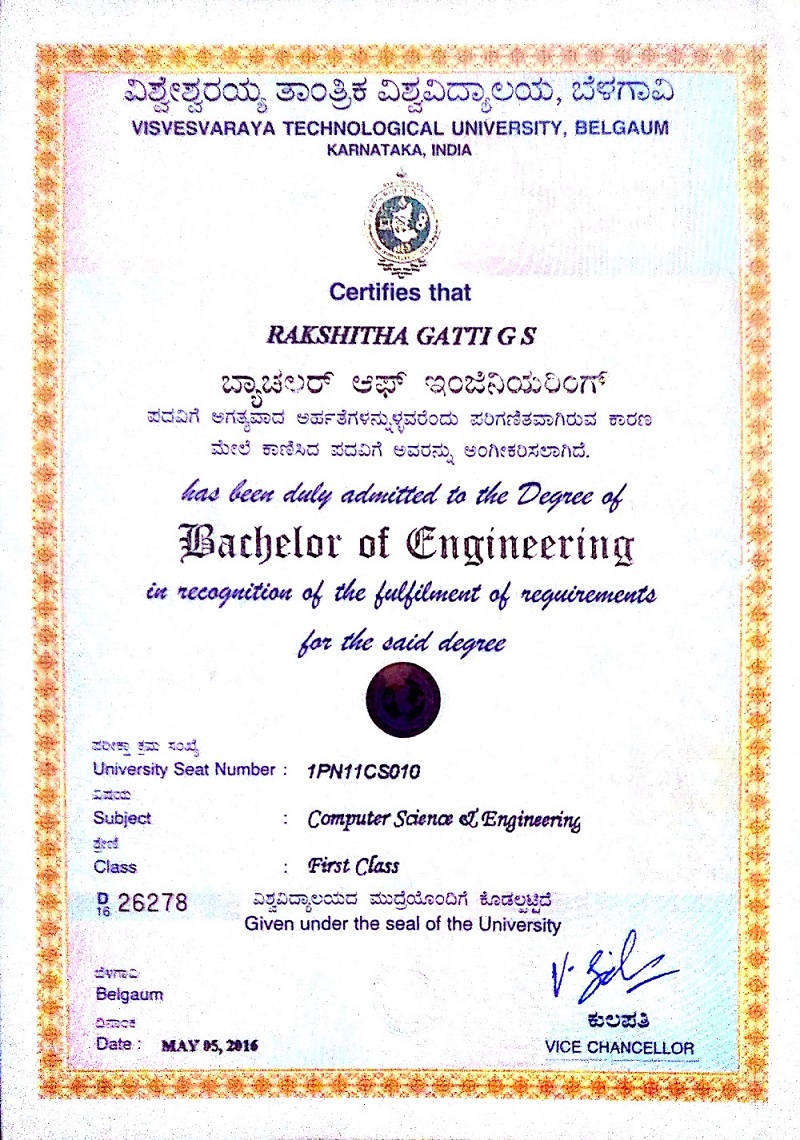 ವಿಶ್ವೇಶ್ವರಯ್ಯ ತಾಂತ್ರಿಕ ವಿಶ್ವವಿದ್ಯಾಲಯ, ಬೆಳಗಾವಿ
VISVESVARAYA TECHNOLOGICAL UNIVERSITY, BELGAUM
KARNATAKA, INDIA
Certifies that
RAKSHITHA GATTI G S
ಬ್ಯಾಚಲರ್ ಆಫ್ ಇಂಜಿನಿಯರಿಂಗ್
ಪದವಿಗೆ ಅಗತ್ಯವಾದ ಅರ್ಹತೆಗಳನ್ನುಳ್ಳವರೆಂದು ಪರಿಗಣಿತವಾಗಿರುವ ಕಾರಣ
ಮೇಲೆ ಕಾಣಿಸಿದ ಪದವಿಗೆ ಅವರನ್ನು ಅಂಗೀಕರಿಸಲಾಗಿದೆ.
has been duly admitted to the Degree of
Bachelor of Engineering
in recognition of the fulfilment of requirements
for the said degree
ಪರೀಕ್ಷಾ ಕ್ರಮ ಸಂಖ್ಯೆ
University Seat Number : 1PN11CS010
ವಿಷಯ
Subject : Computer Science & Engineering
ಶ್ರೇಣಿ
Class : First Class
D 16 26278 ವಿಶ್ವವಿದ್ಯಾಲಯದ ಮುದ್ರೆಯೊಂದಿಗೆ ಕೊಡಲ್ಪಟ್ಟಿದೆ
Given under the seal of the University
ಬೆಳಗಾವಿ
Belgaum
ದಿನಾಂಕ
Date : MAY 05, 2016
ಕುಲಪತಿ
VICE CHANCELLOR